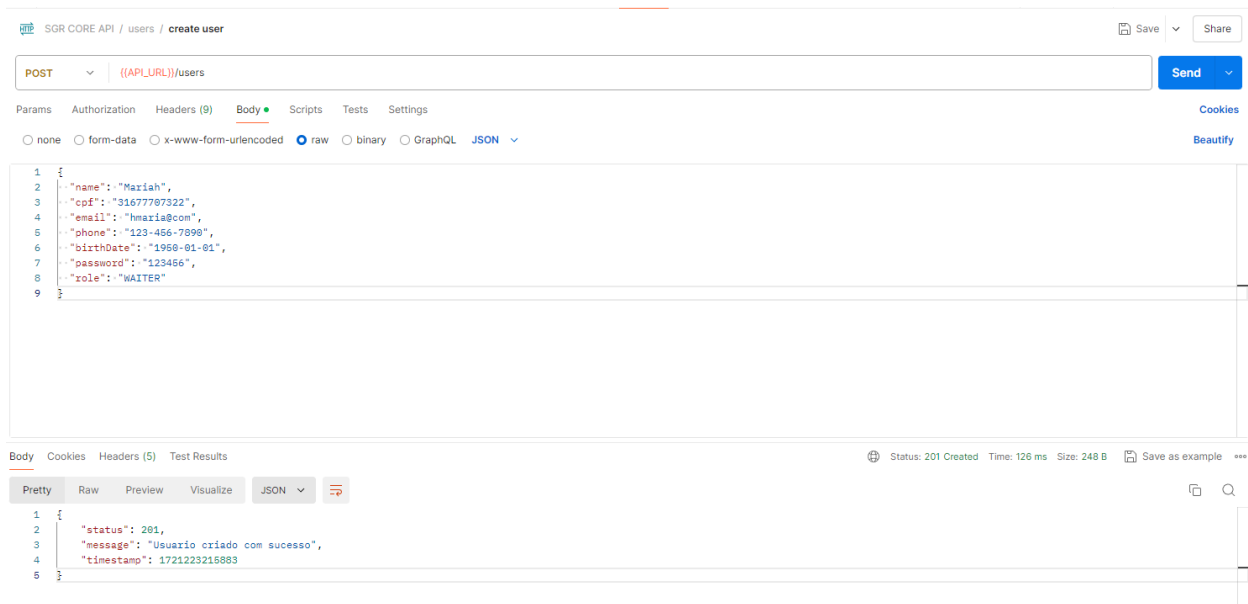 HTTP SGR CORE API / users / create user Save Share
POST {{API_URL}}/users Send
Params Authorization Headers (9) Body Scripts Tests Settings Cookies
none form-data x-www-form-urlencoded raw binary GraphQL JSON Beautify
1 {
2 "name": "Mariah",
3 "cpf": "31677707322",
4 "email": "hmaria@com",
5 "phone": "123-456-7890",
6 "birthDate": "1950-01-01",
7 "password": "123456",
8 "role": "WAITER"
9 }
Body Cookies Headers (5) Test Results Status: 201 Created Time: 126 ms Size: 248 B Save as example
Pretty Raw Preview Visualize JSON
1 {
2 "status": 201,
3 "message": "Usuario criado com sucesso",
4 "timestamp": 1721223215883
5 }